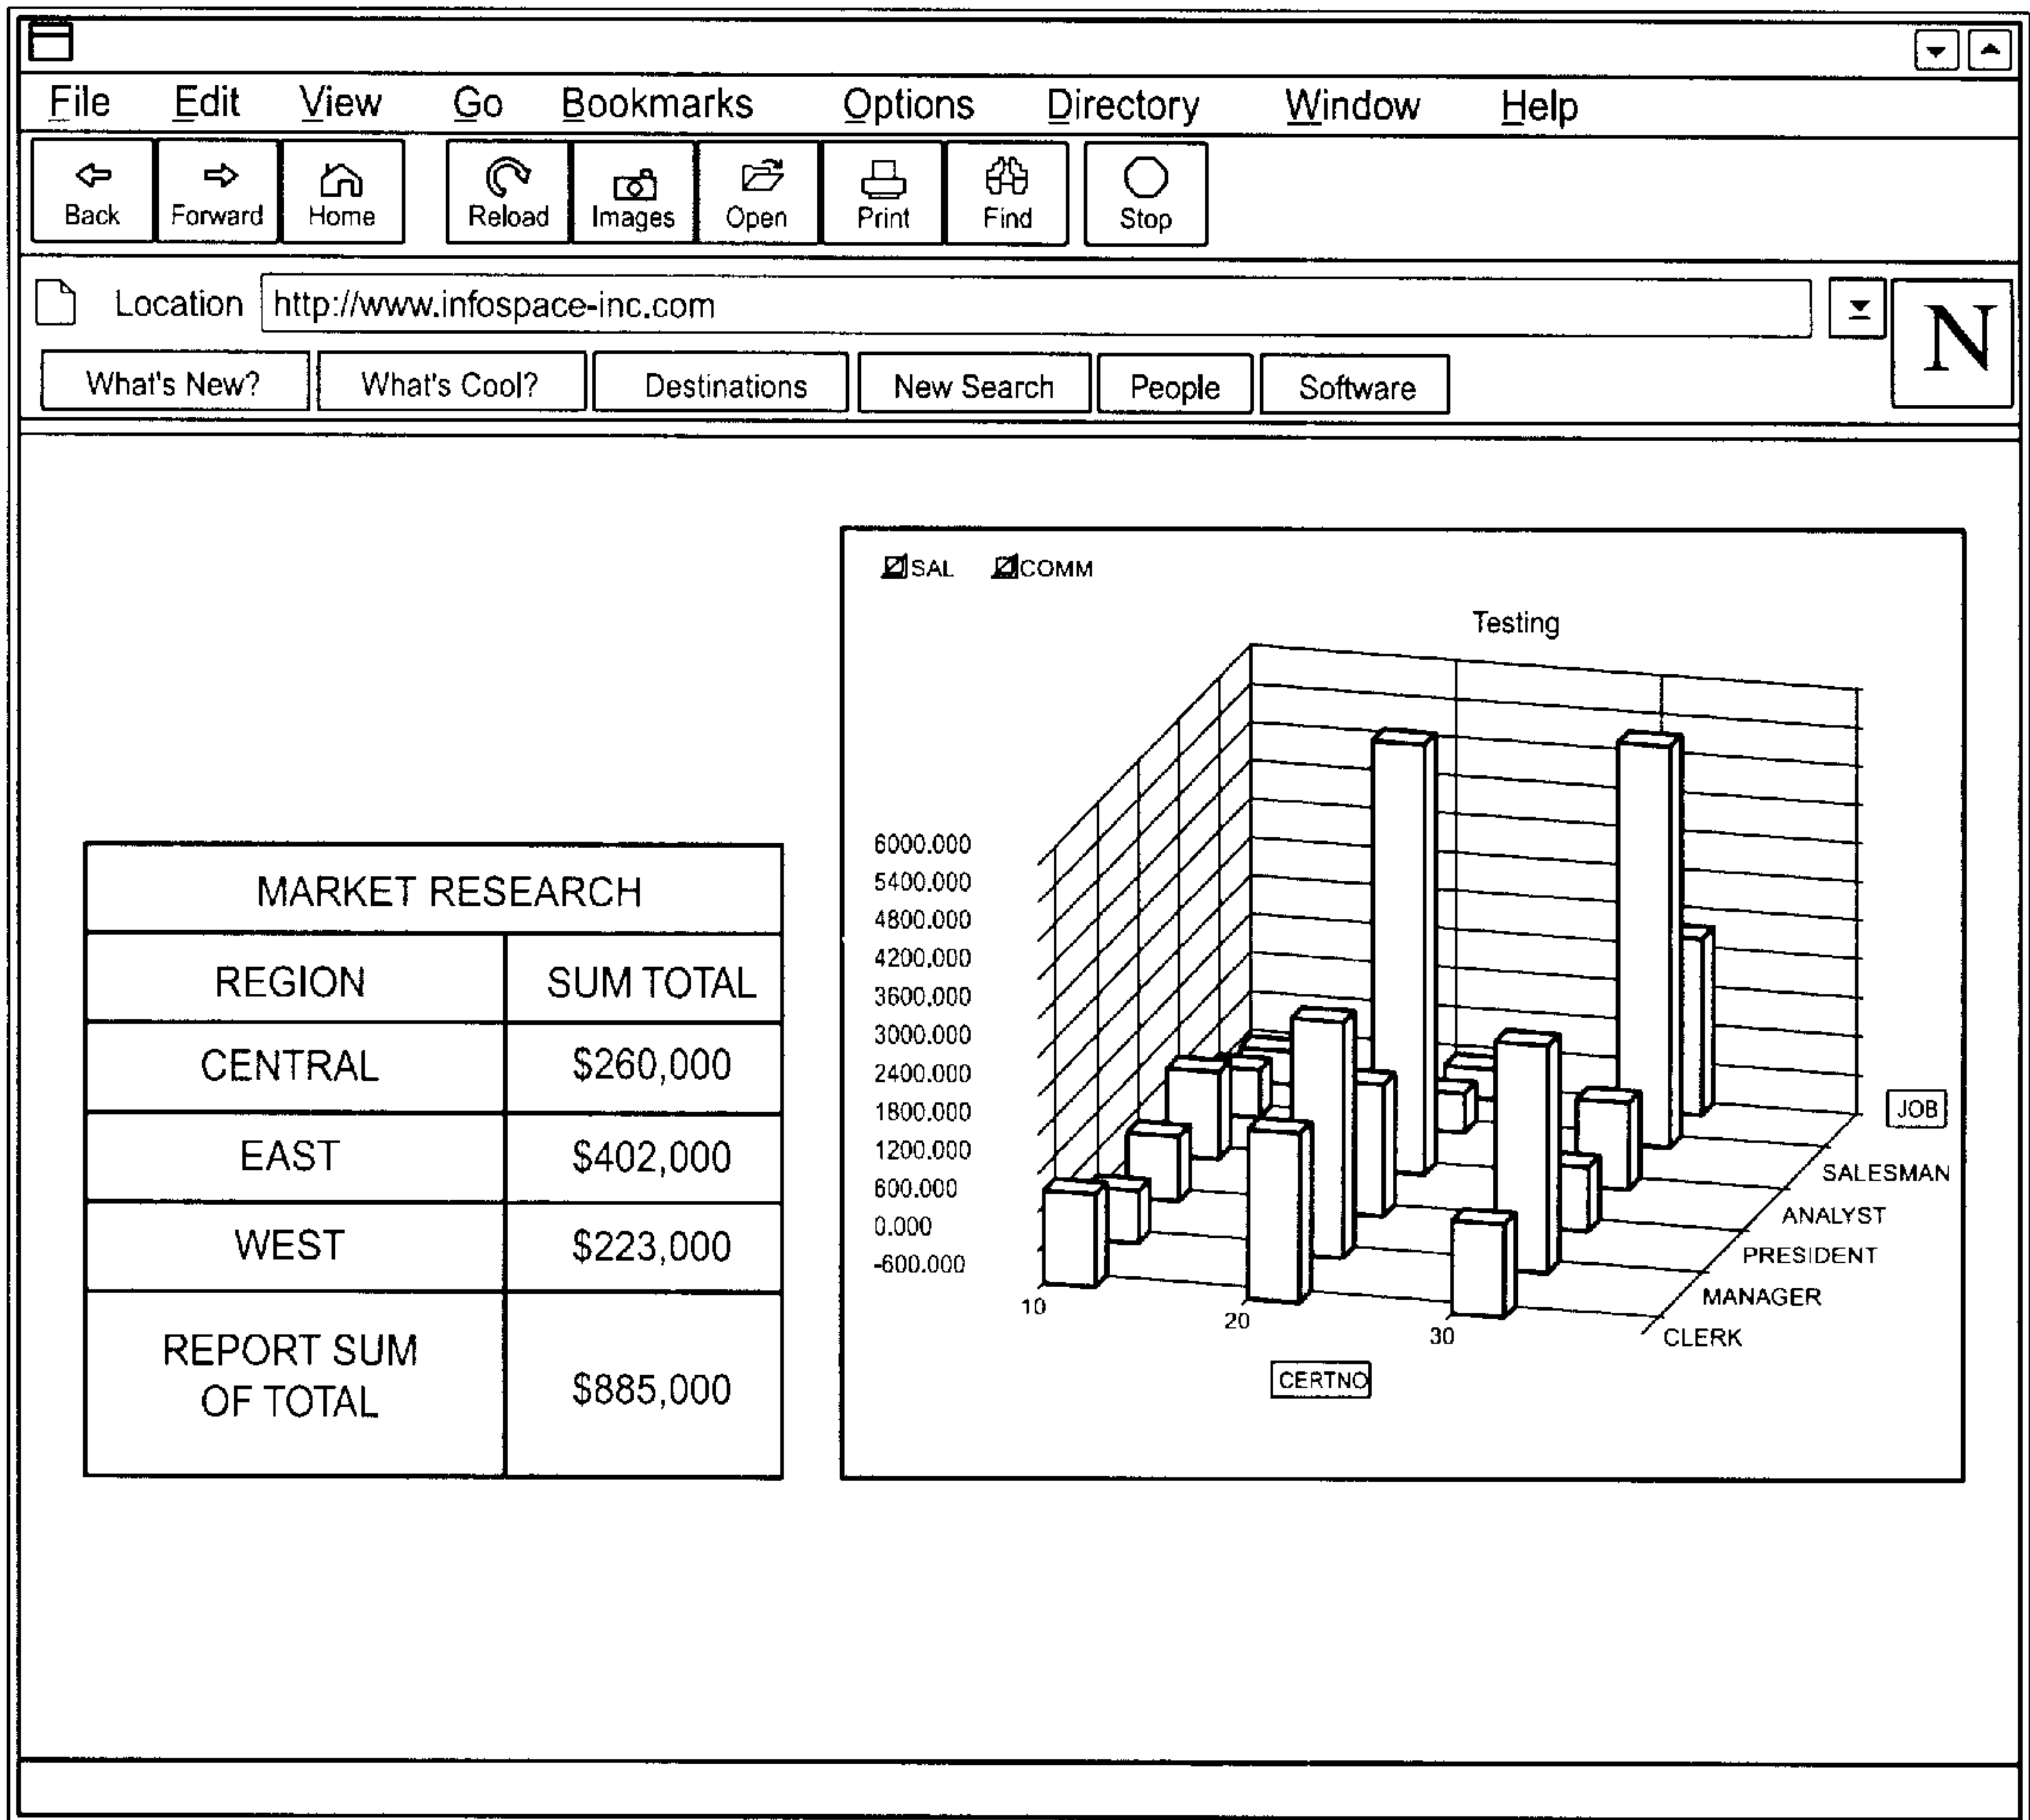 File Edit View Go Bookmarks Options Directory Window Help
Back Forward Home Reload Images Open Print Find Stop
Location http://www.infospace-inc.com
N
What's New? What's Cool? Destinations New Search People Software
MARKET RESEARCH
REGION SUM TOTAL
CENTRAL $260,000
EAST $402,000
WEST $223,000
REPORT SUM
OF TOTAL $885,000
SAL COMM
Testing
6000.000
5400.000
4800.000
4200.000
3600.000
3000.000
2400.000
1800.000
1200.000
600.000
0.000
-600.000
10
20
30
CERTNO
JOB
SALESMAN
ANALYST
PRESIDENT
MANAGER
CLERK